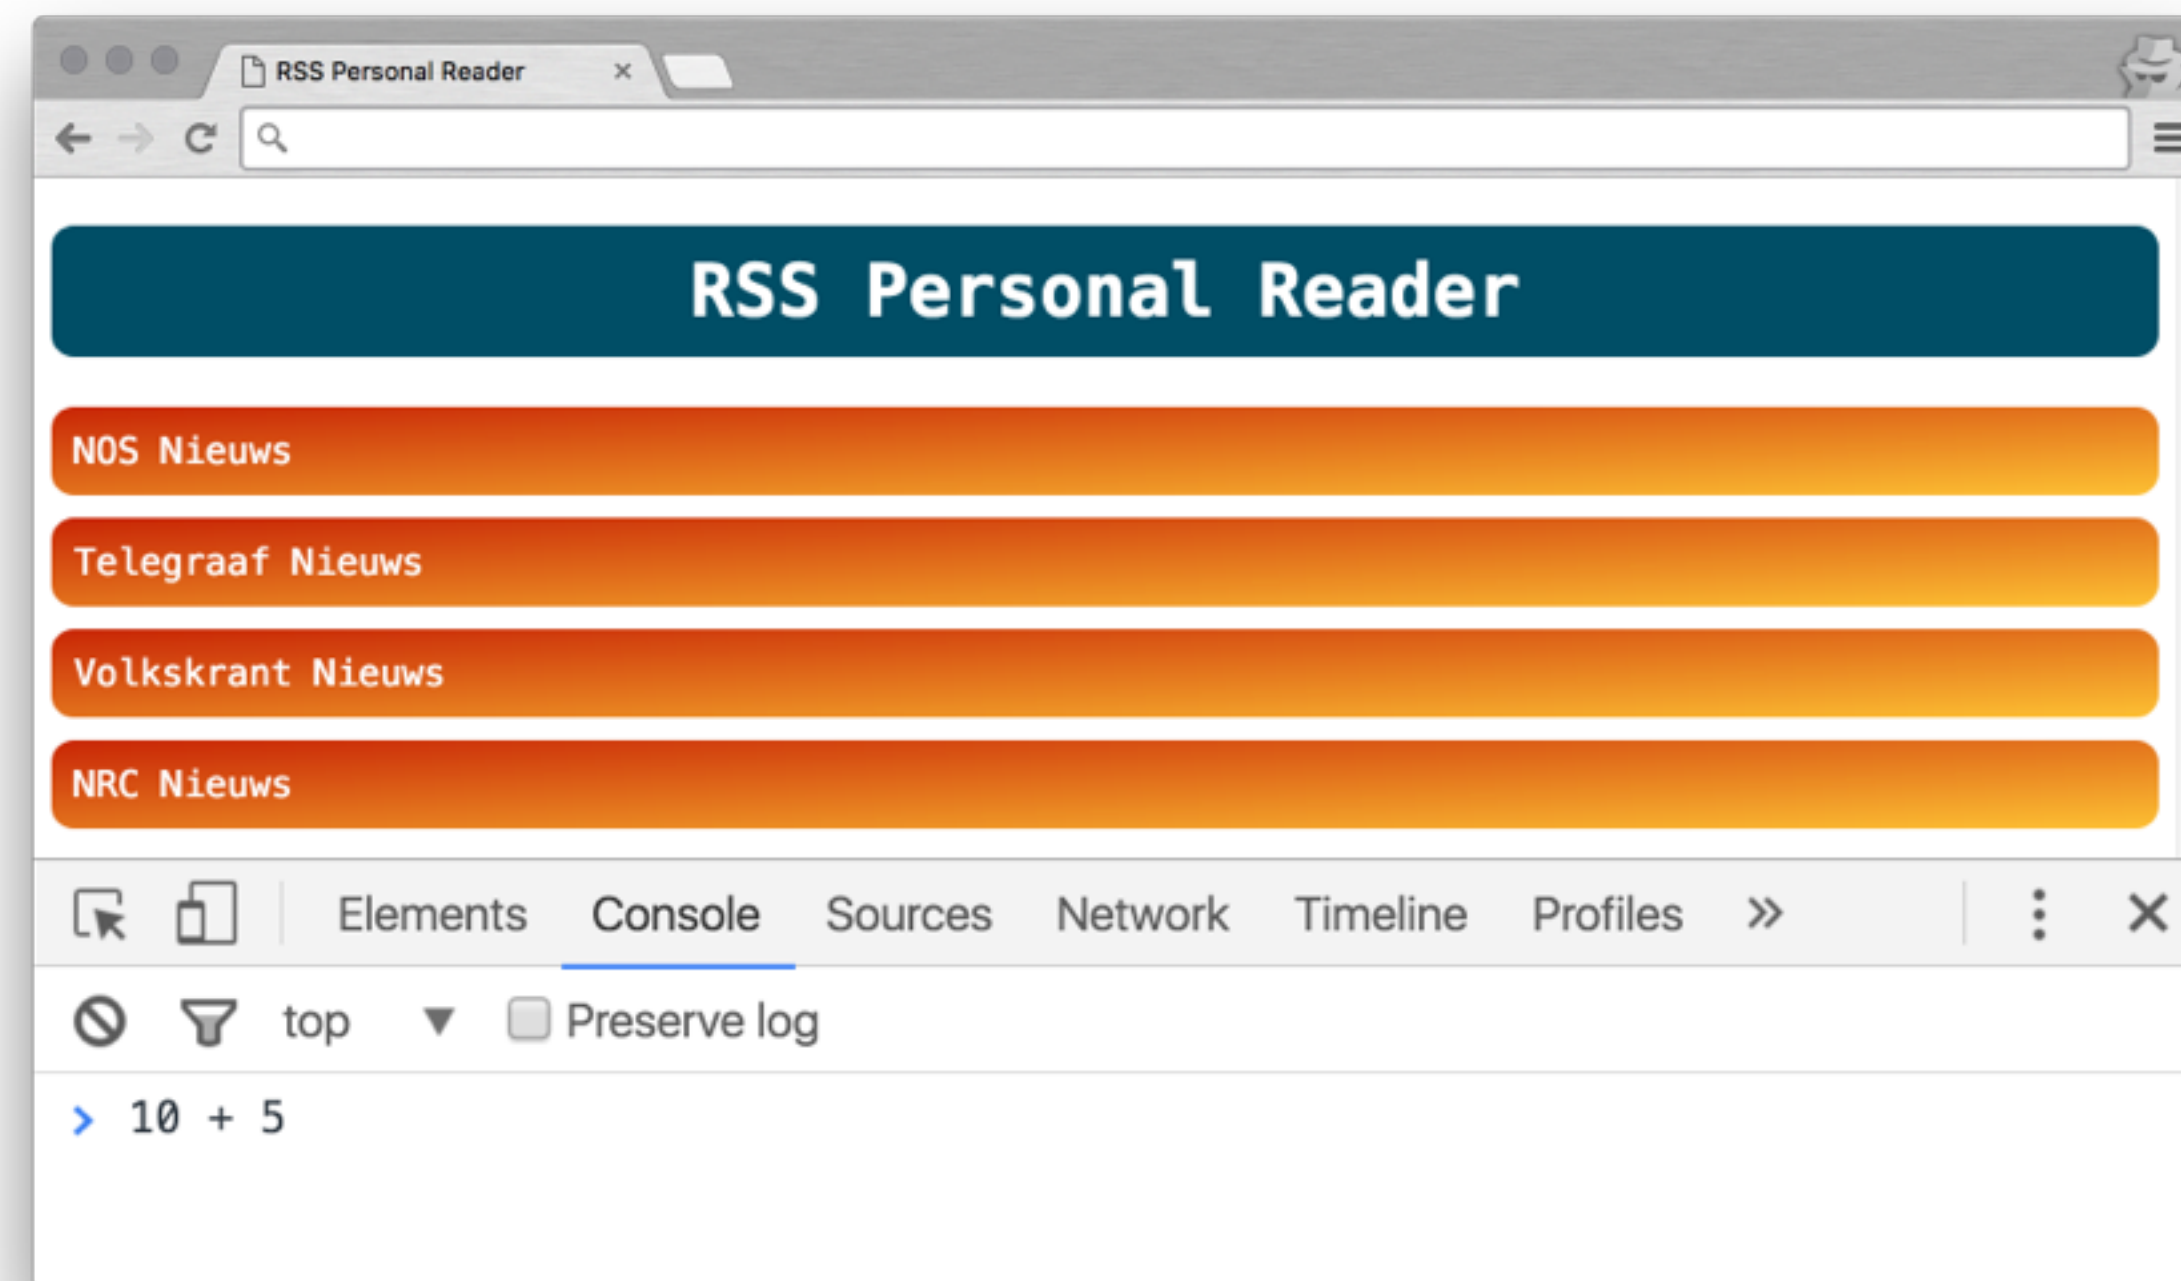 RSS Personal Reader
RSS Personal Reader
NOS Nieuws
Telegraaf Nieuws
Volkskrant Nieuws
NRC Nieuws
Elements Console Sources Network Timeline Profiles
top Preserve log
10 + 5